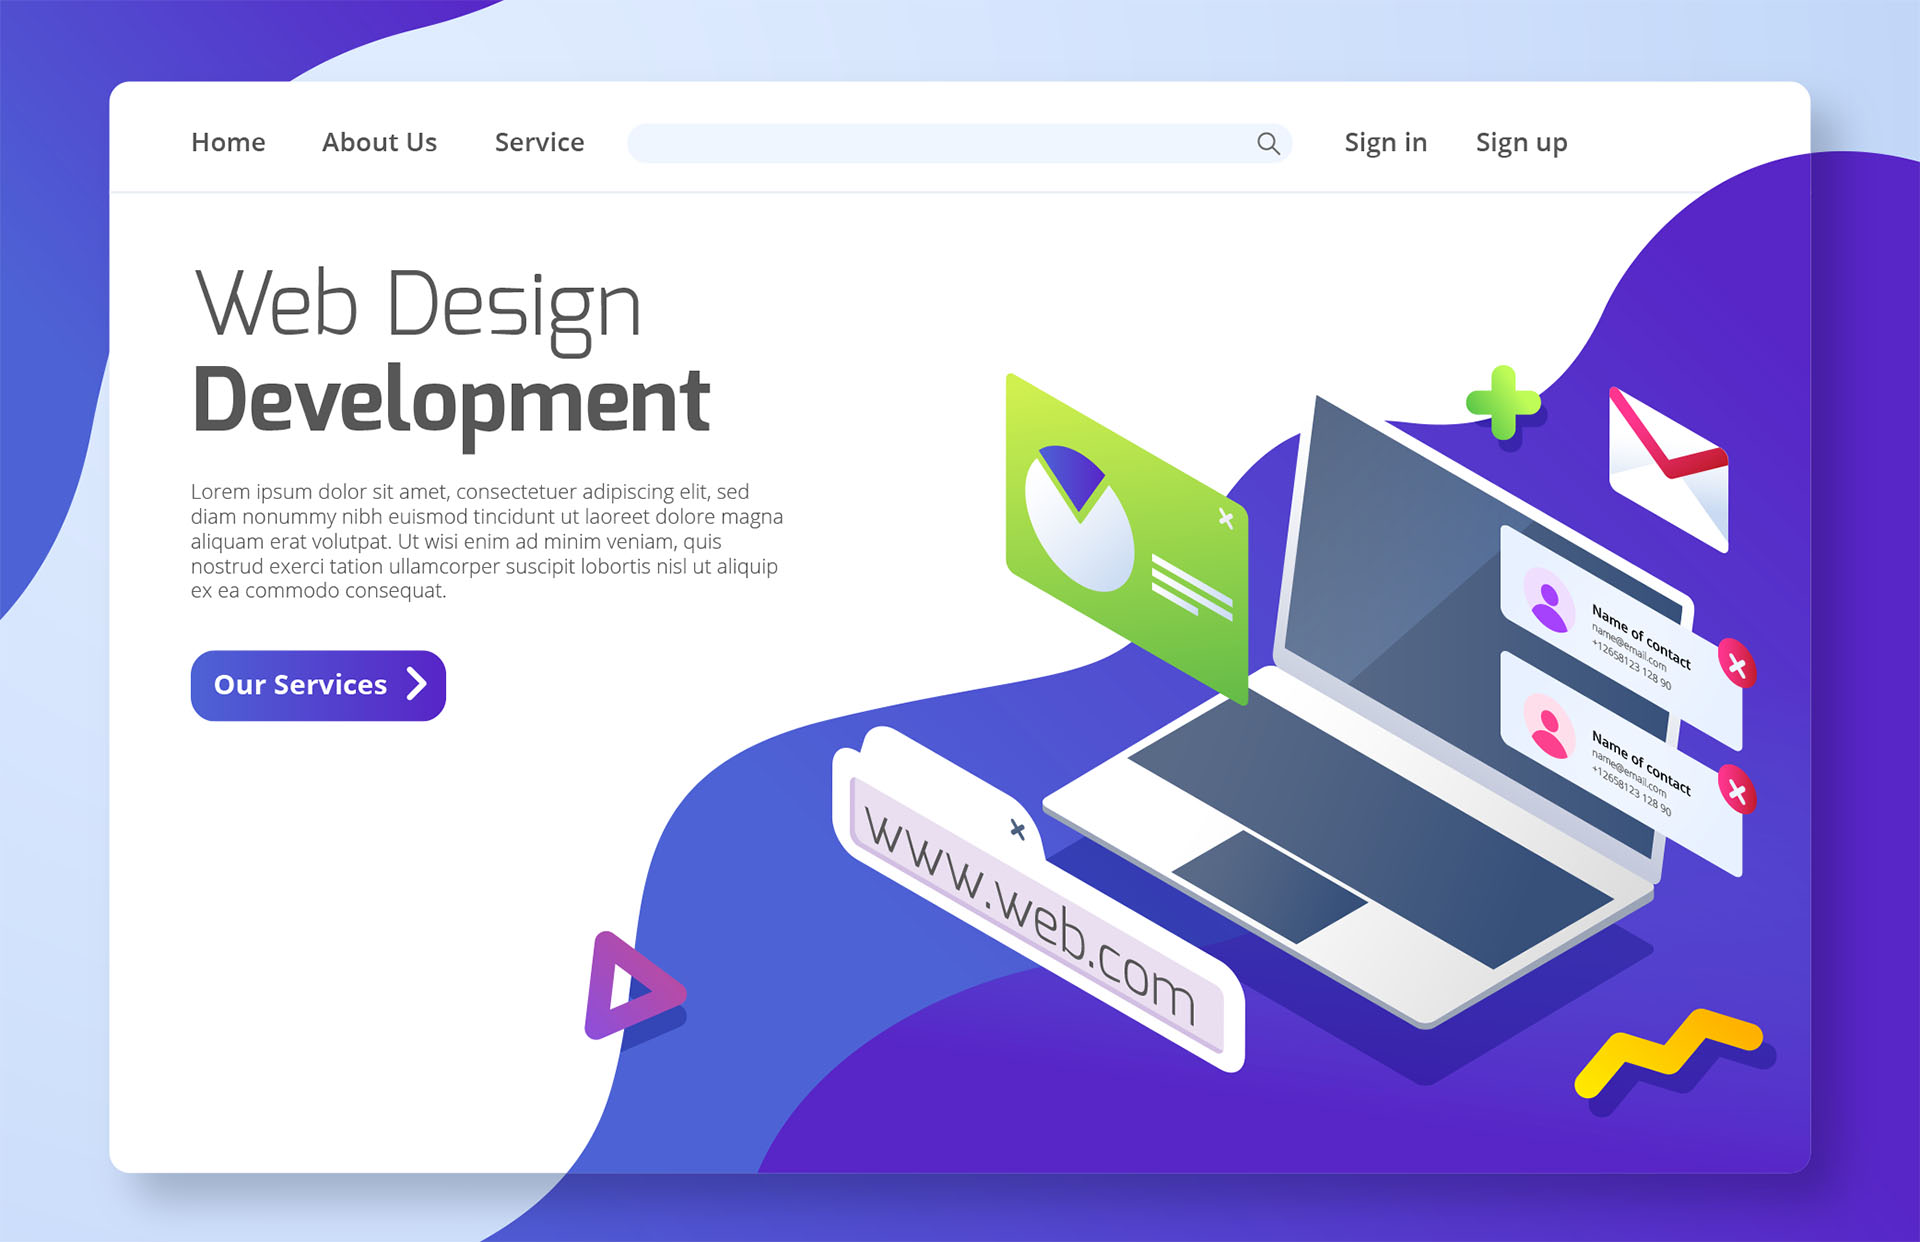 Home About Us Service Sign in Sign up
Web Design
Development
Lorem ipsum dolor sit amet, consectetuer adipiscing elit, sed
diam nonummy nibh euismod tincidunt ut laoreet dolore magna
aliquam erat volutpat. Ut wisi enim ad minim veniam, quis
nostrud exerci tation ullamcorper suscipit lobortis nisl ut aliquip
ex ea commodo consequat.
Our Services
Name of contact
name@email.com
+12658123 128 90
Name of contact
name@email.com
+12658123 128 90
www.web.com